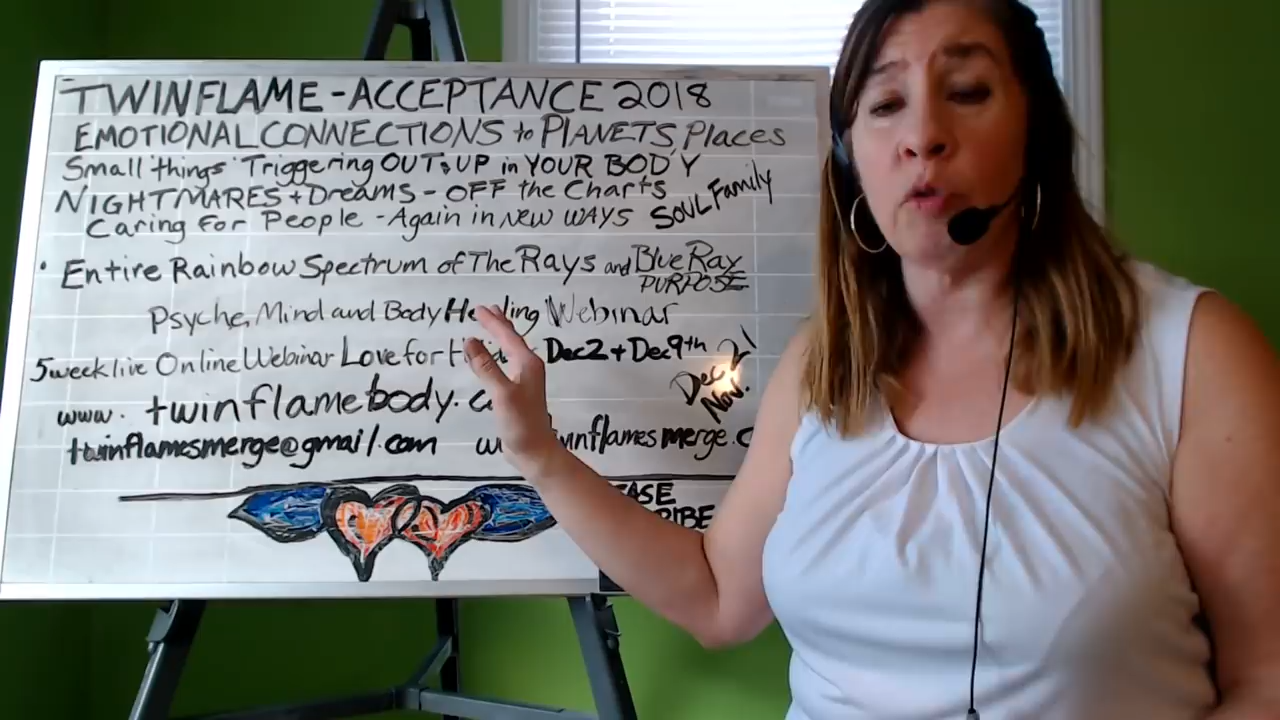 TWINFLAME - ACCEPTANCE 2018
EMOTIONAL CONNECTIONS to PLANETS, Places
Small things Triggering OUT & UP in YOUR BODY
NIGHTMARES + Dreams - OFF the Charts
Caring for People - Again in NEW WAYS SOUL Family
• Entire Rainbow Spectrum of The Rays and Blue Ray
PURPOSE
Psyche, Mind and Body Webinar
5 week live Online Webinar Love for Dec 2 + Dec 9th
Dec 2!
Nov.
www. twinflamebody.
twinflamesmerge@gmail.com